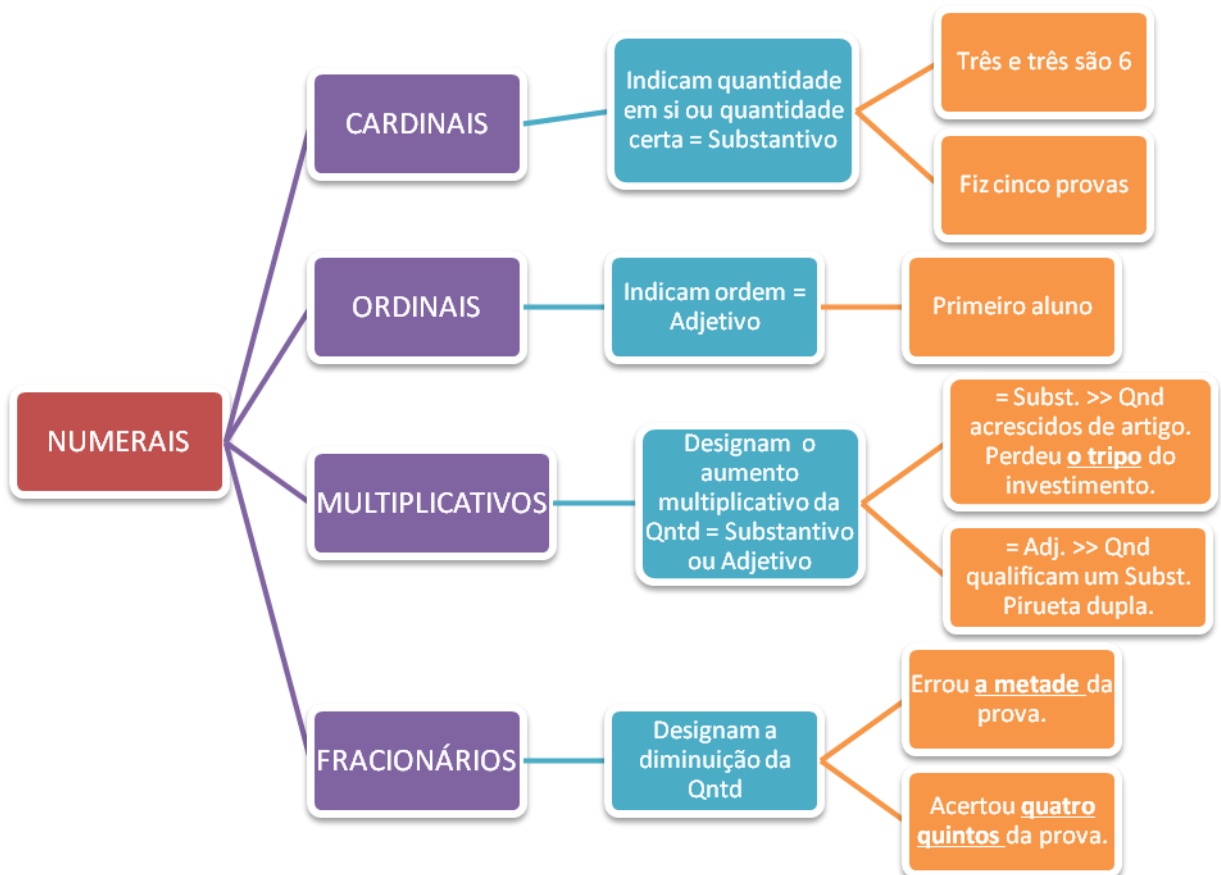 NUMERAIS
CARDINAIS
Indicam quantidade
em si ou quantidade
certa = Substantivo
Três e três são 6
Fiz cinco provas
ORDINAIS
Indicam ordem =
Adjetivo
Primeiro aluno
MULTIPLICATIVOS
Designam o
aumento
multiplicativo da
Qntd = Substantivo
ou Adjetivo
= Subst. >> Qnd
acrescidos de artigo.
Perdeu o tripo do
investimento.
= Adj. >> Qnd
qualificam um Subst.
Pirueta dupla.
FRACIONÁRIOS
Designam a
diminuição da
Qntd
Errou a metade da
prova.
Acertou quatro
quintos da prova.